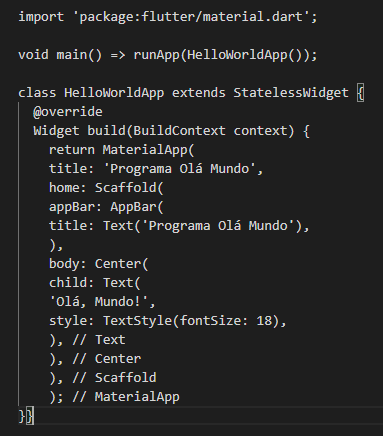 import 'package:flutter/material.dart';
void main() => runApp(HelloWorldApp());
class HelloWorldApp extends StatelessWidget {
@override
Widget build(BuildContext context) {
return MaterialApp(
title: 'Programa Olá Mundo',
home: Scaffold(
appBar: AppBar(
title: Text('Programa Olá Mundo'),
),
body: Center(
child: Text(
'Olá, Mundo!',
style: TextStyle(fontSize: 18),
), // Text
), // Center
), // Scaffold
); // MaterialApp
}}